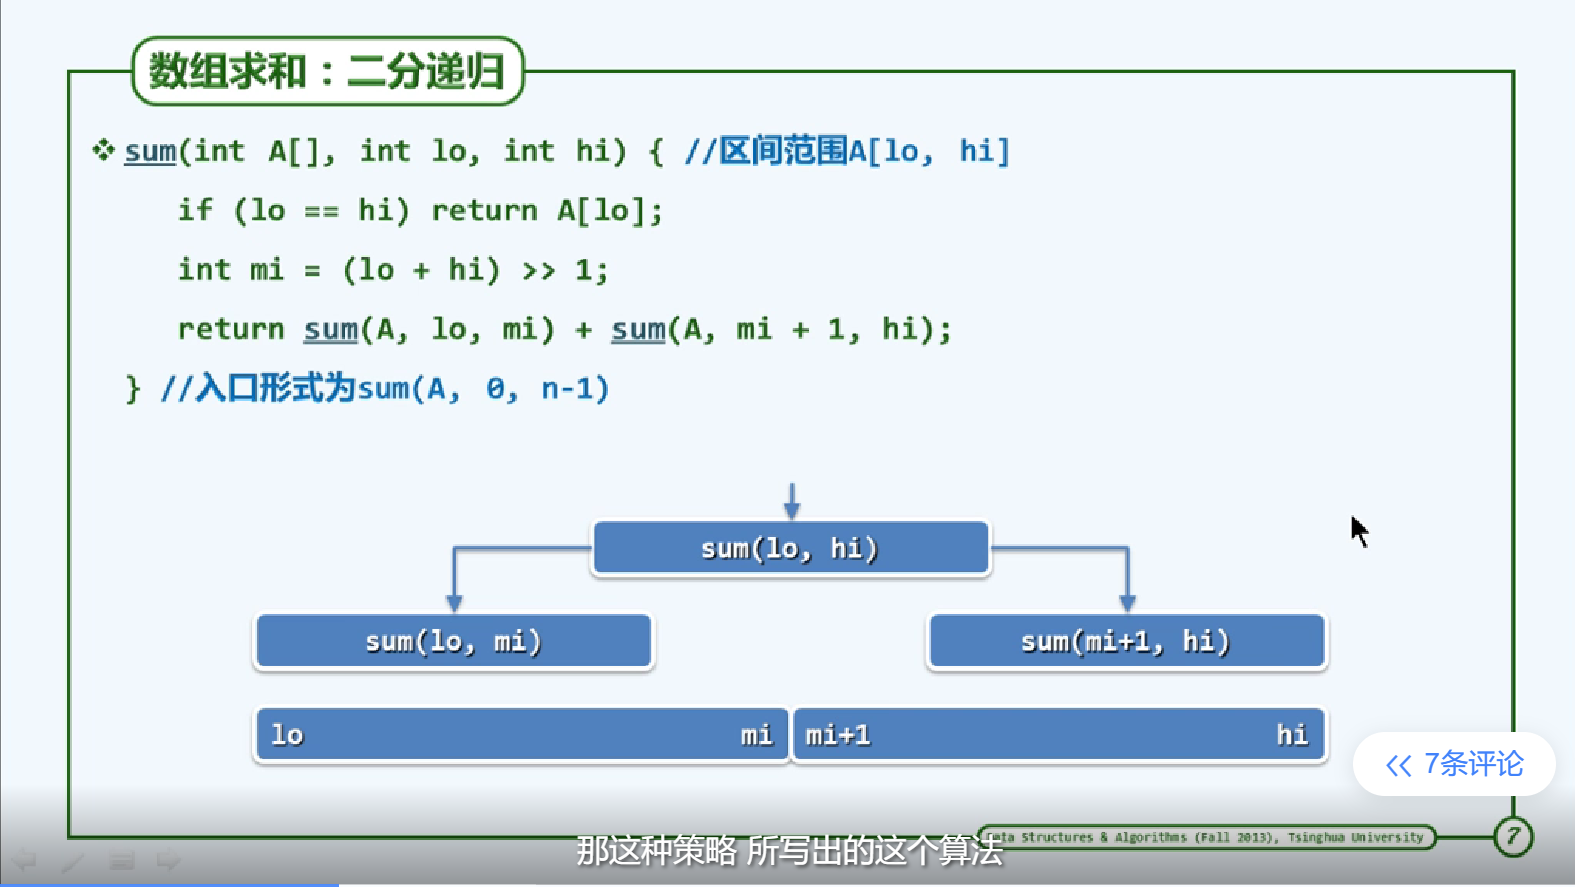 数组求和：二分递归
❖ sum(int A[], int lo, int hi) { //区间范围A[lo, hi]
if (lo == hi) return A[lo];
int mi = (lo + hi) >> 1;
return sum(A, lo, mi) + sum(A, mi + 1, hi);
} //入口形式为sum(A, 0, n-1)
sum(lo, hi)
sum(lo, mi) sum(mi+1, hi)
lo mi mi+1 hi
<< 7条评论
Data Structures & Algorithms (Fall 2013), Tsinghua University 7
那这种策略 所写出的这个算法